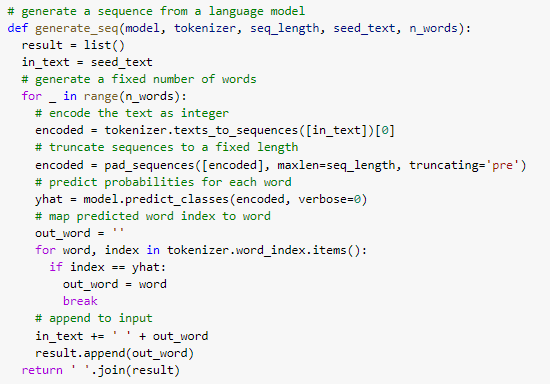 # generate a sequence from a language model
def generate_seq(model, tokenizer, seq_length, seed_text, n_words):
  result = list()
  in_text = seed_text
  # generate a fixed number of words
  for _ in range(n_words):
    # encode the text as integer
    encoded = tokenizer.texts_to_sequences([in_text])[0]
    # truncate sequences to a fixed length
    encoded = pad_sequences([encoded], maxlen=seq_length, truncating='pre')
    # predict probabilities for each word
    yhat = model.predict_classes(encoded, verbose=0)
    # map predicted word index to word
    out_word = ''
    for word, index in tokenizer.word_index.items():
      if index == yhat:
        out_word = word
        break
    # append to input
    in_text += ' ' + out_word
    result.append(out_word)
  return ' '.join(result)